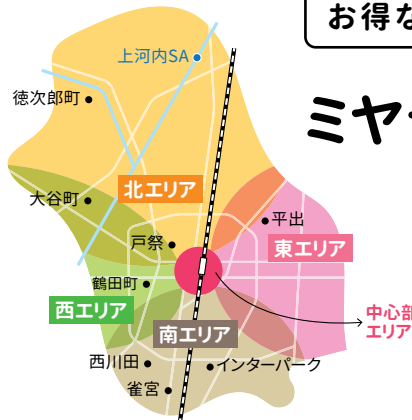 お得な
ミヤ
上河内SA
徳次郎町
北エリア
大谷町
平出
戸祭
東エリア
鶴田町
西エリア
中心部
エリア
南エリア
西川田
インターパーク
雀宮